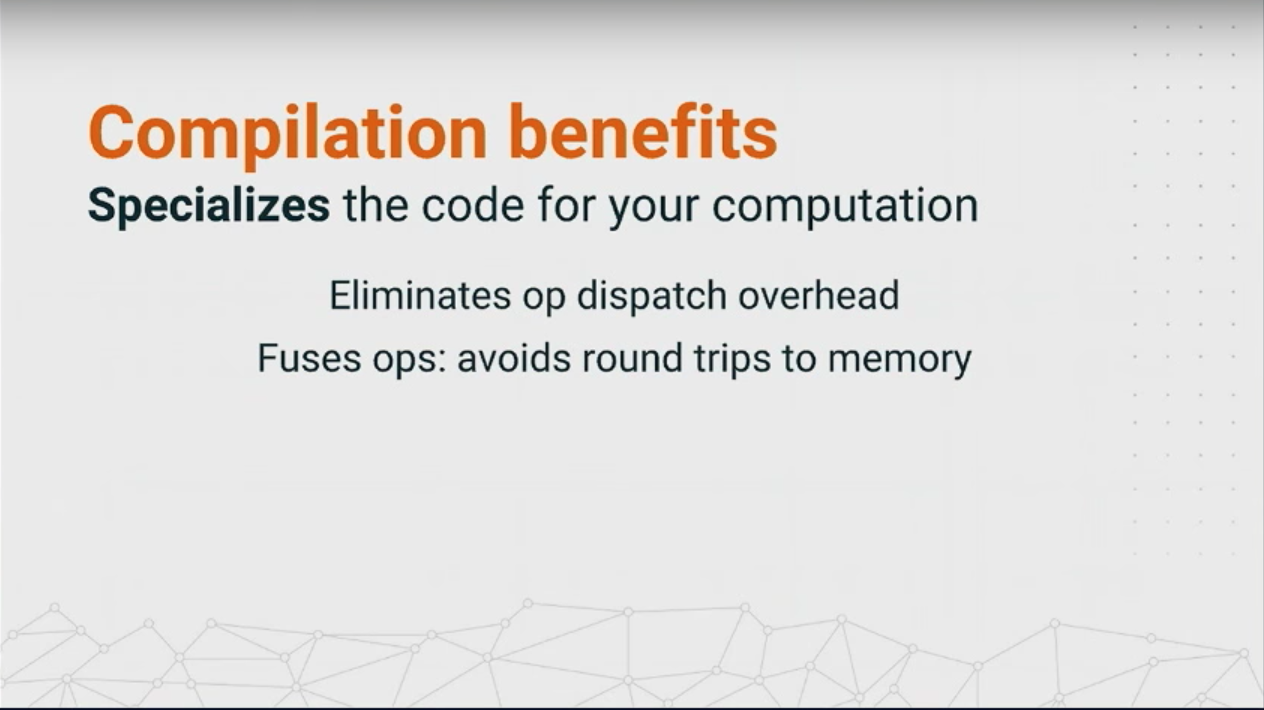 Compilation benefits
Specializes the code for your computation
Eliminates op dispatch overhead
Fuses ops: avoids round trips to memory